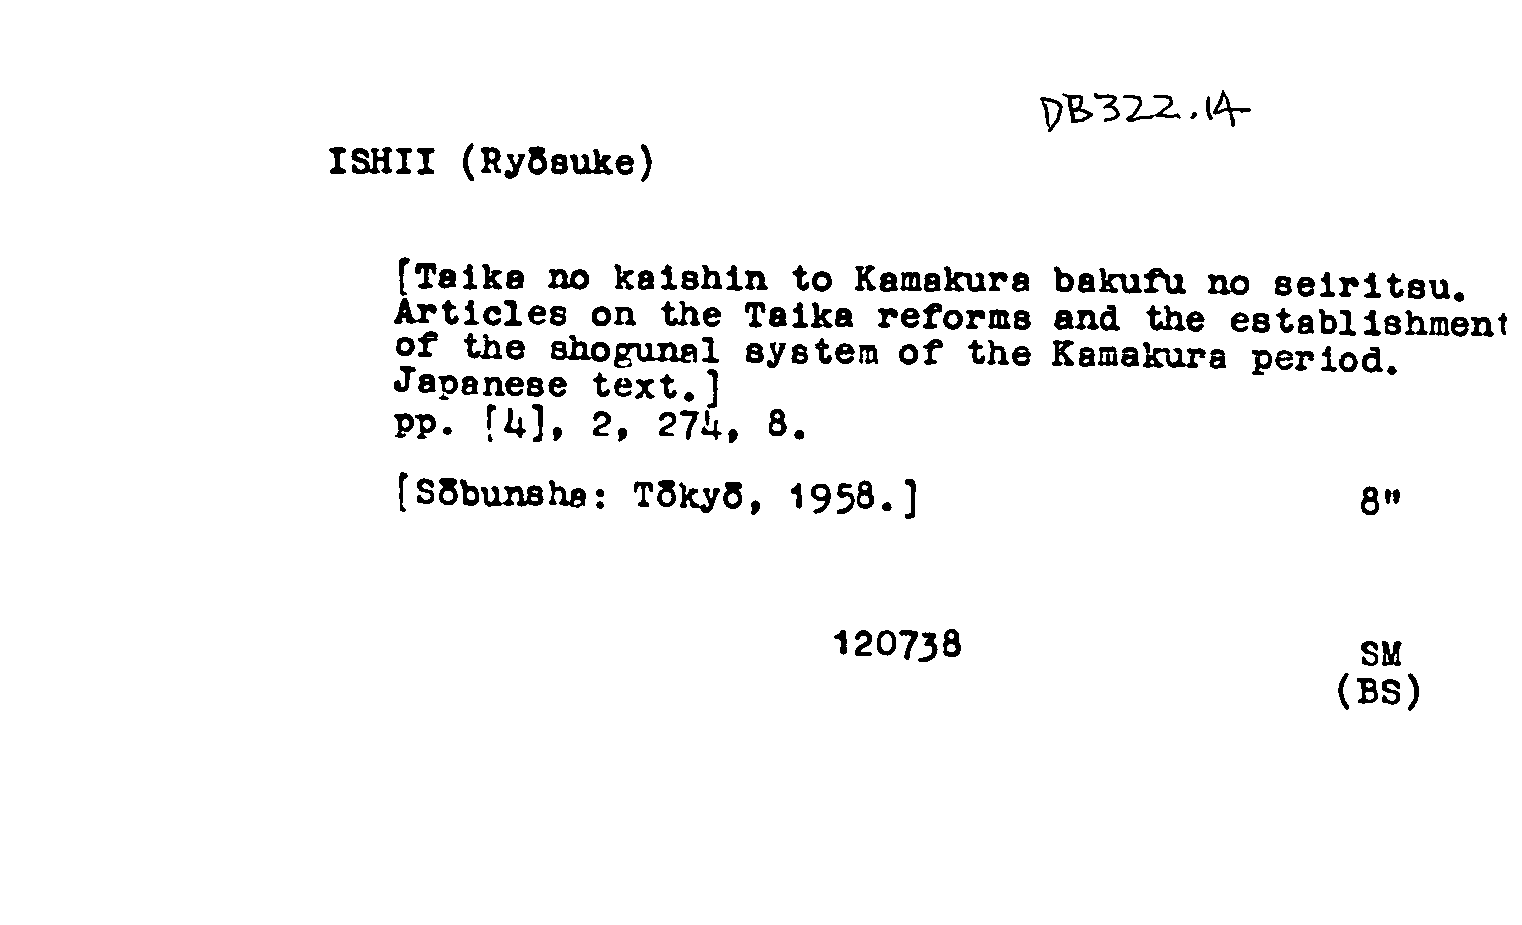 DB322.14
ISHII (Ryōsuke)
[Taika no kaishin to Kamakura bakufu no seiritsu.
Articles on the Taika reforms and the establishment
of the shogunal system of the Kamakura period.
Japanese text.]
pp. [4], 2, 274, 8.
[Sōbunsha: Tōkyō, 1958.] 8"
120738 SM
(BS)